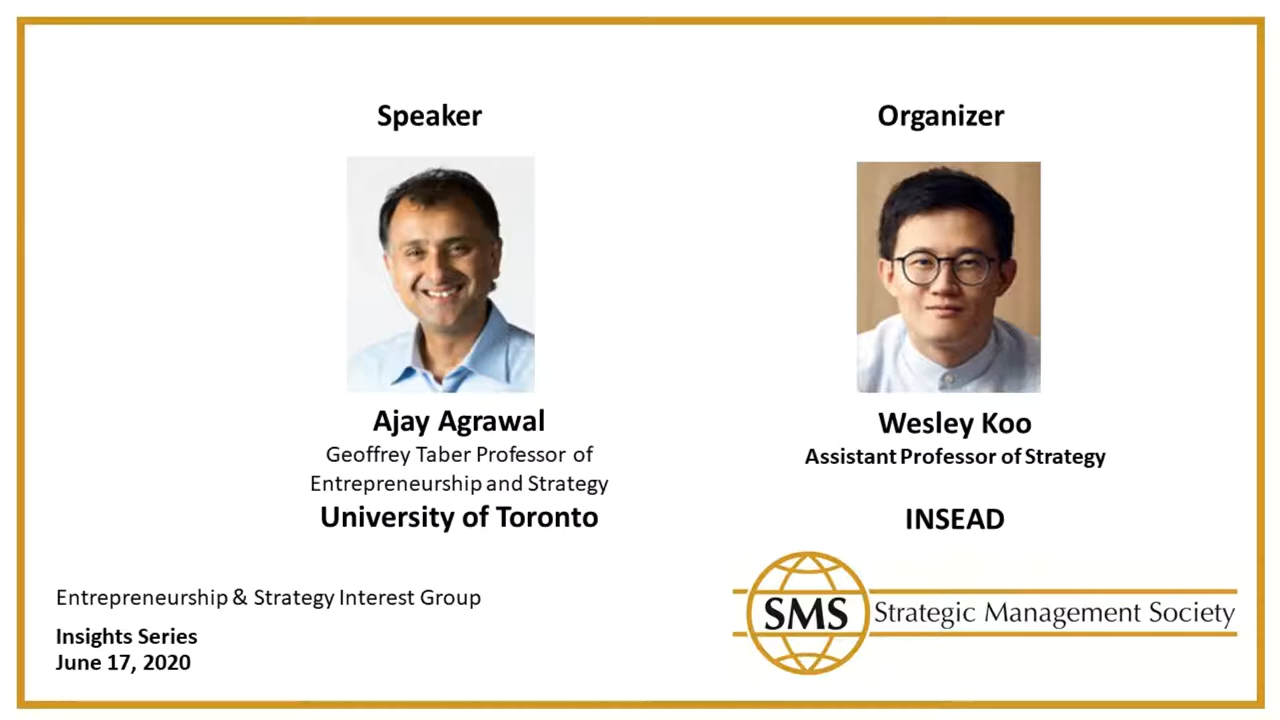 Speaker
Organizer
Ajay Agrawal
Geoffrey Taber Professor of
Entrepreneurship and Strategy
University of Toronto
Wesley Koo
Assistant Professor of Strategy
INSEAD
Entrepreneurship & Strategy Interest Group
Insights Series
June 17, 2020
SMS Strategic Management Society